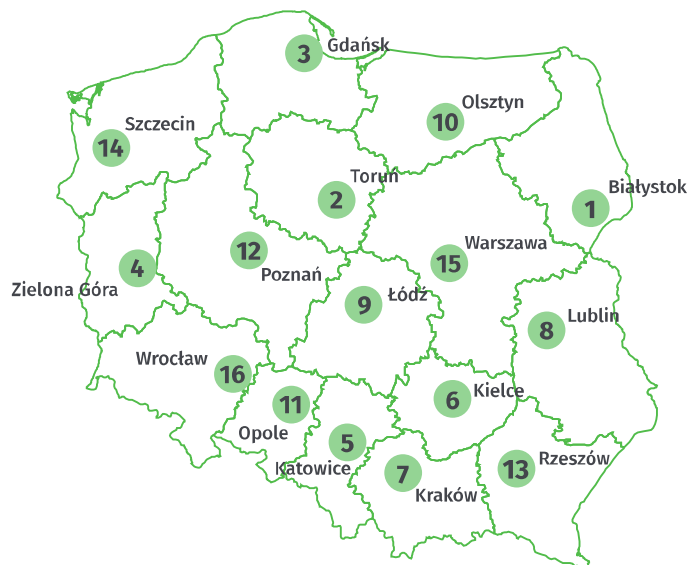 3
Gdańsk
10
Olsztyn
14
Szczecin
2
Toruń
1
Białystok
12
Poznań
15
Warszawa
4
Zielona Góra
9
Łódź
8
Lublin
16
Wrocław
11
Opole
6
Kielce
5
Katowice
7
Kraków
13
Rzeszów